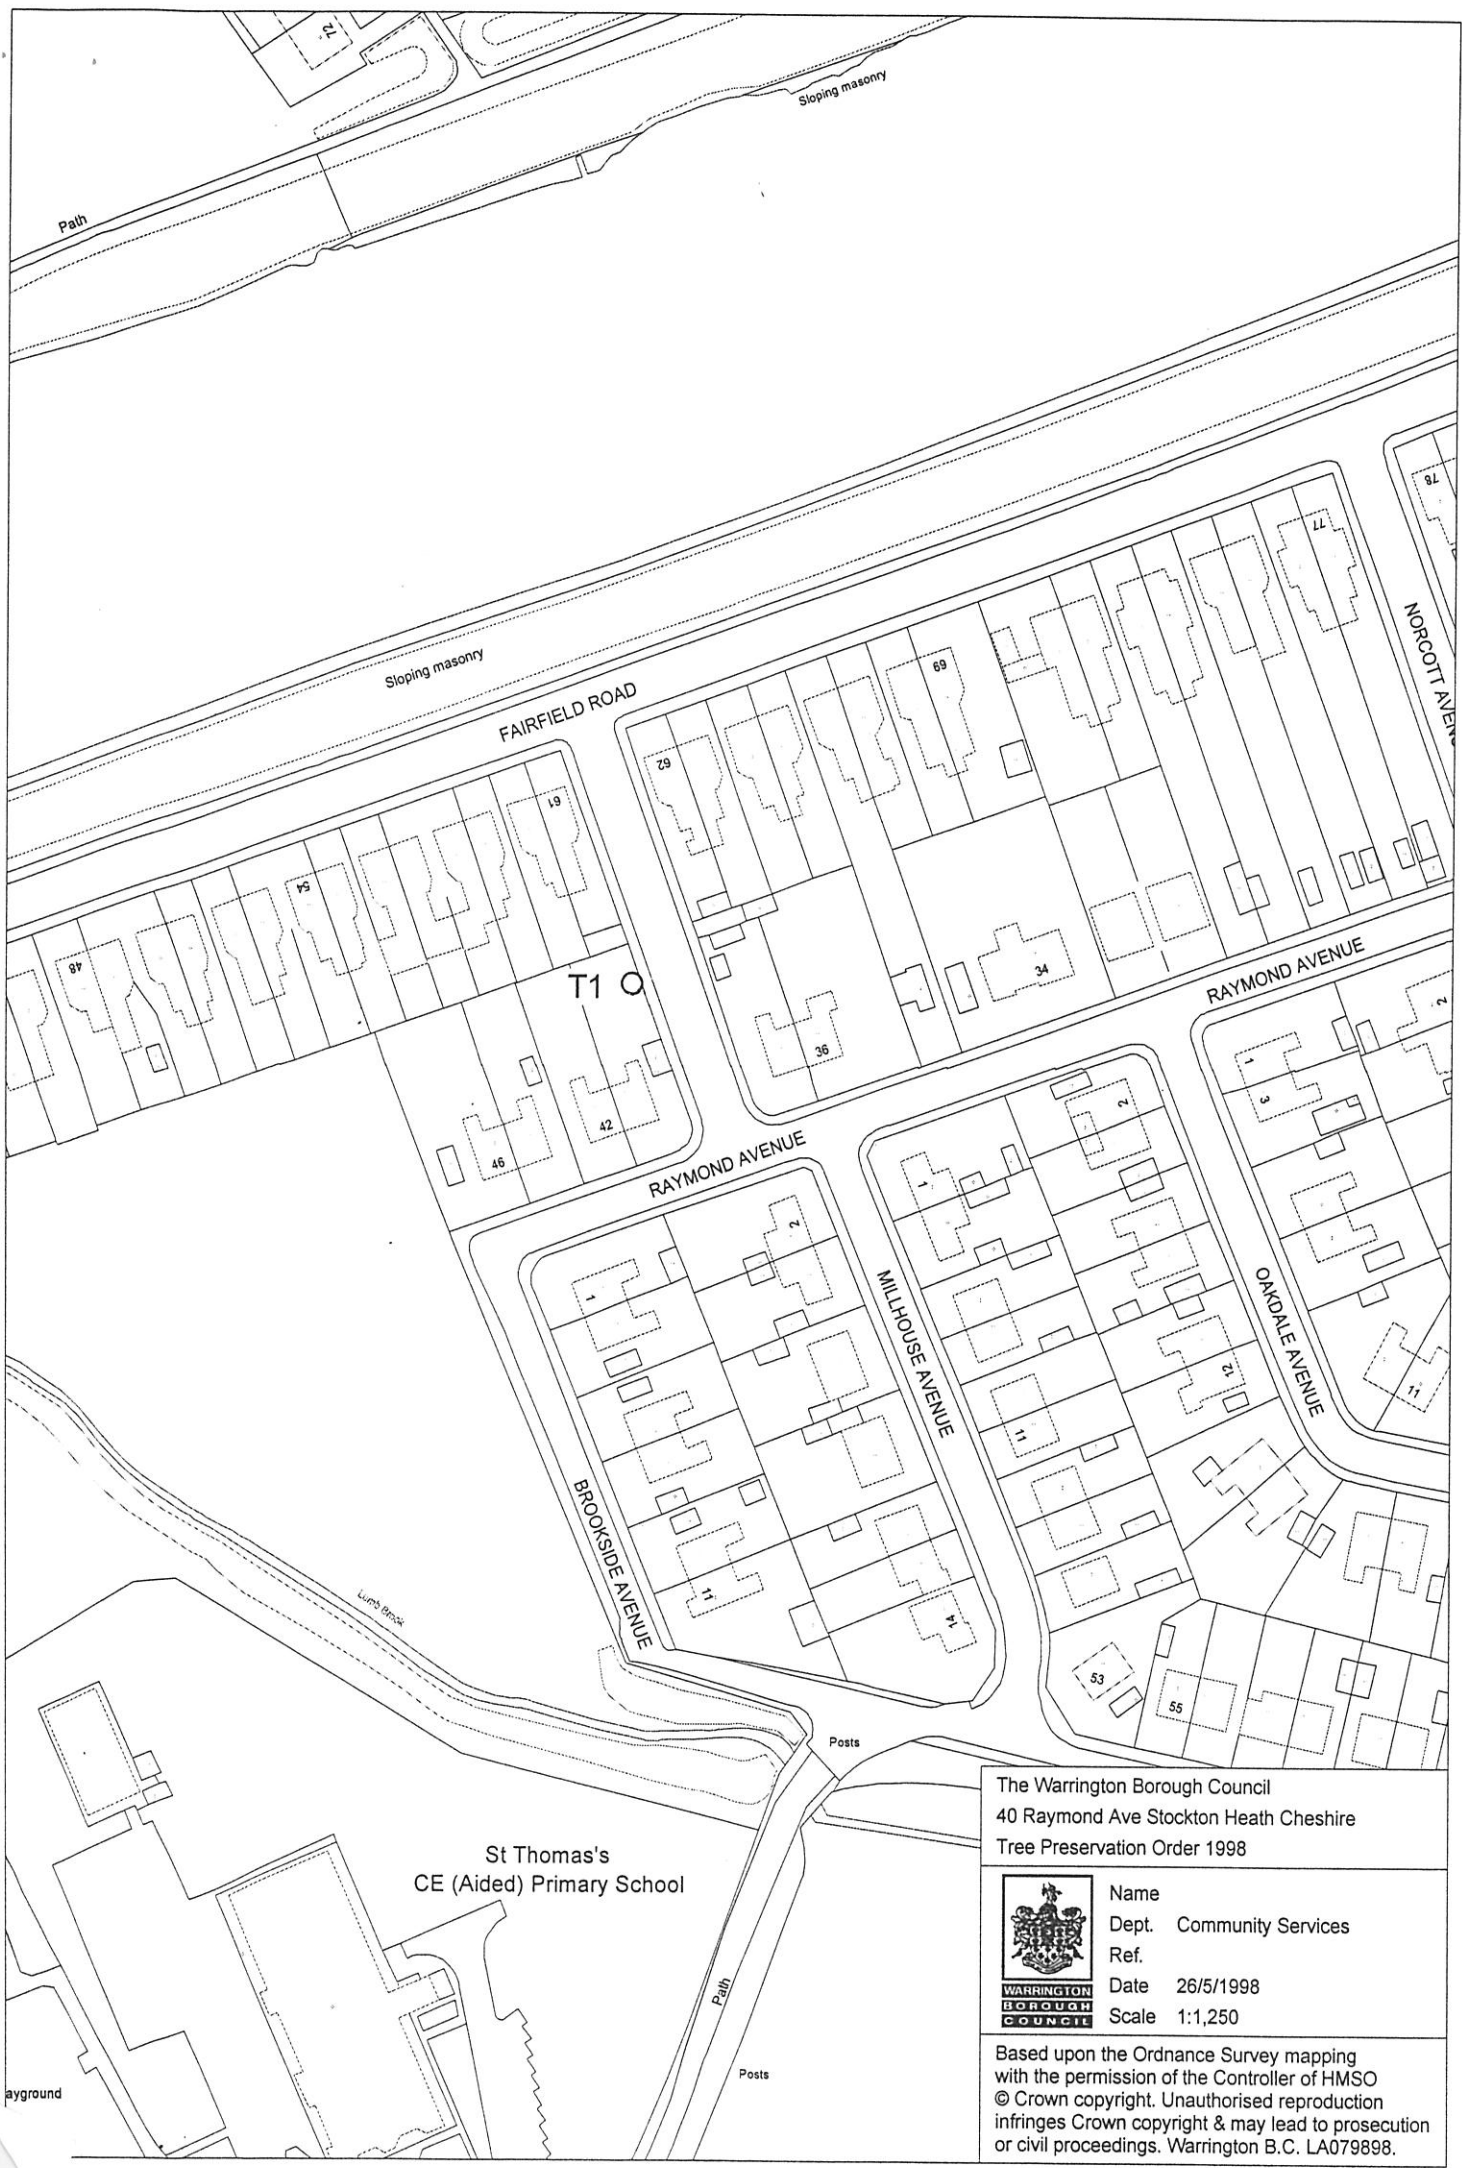 72
Sloping masonry
Path
78
77
NORCOTT AVENU
69
Sloping masonry
FAIRFIELD ROAD
62
61
54
48
T1
34
RAYMOND AVENUE
2
36
1
3
42
46
2
RAYMOND AVENUE
1
2
1
MILLHOUSE AVENUE
OAKDALE AVENUE
12
11
11
BROOKSIDE AVENUE
11
14
Lumb Brook
53
55
Posts
St Thomas's
CE (Aided) Primary School
Path
Posts
ayground
The Warrington Borough Council
40 Raymond Ave Stockton Heath Cheshire
Tree Preservation Order 1998
WARRINGTON
BOROUGH
COUNCIL
Name
Dept. Community Services
Ref.
Date 26/5/1998
Scale 1:1,250
Based upon the Ordnance Survey mapping
with the permission of the Controller of HMSO
© Crown copyright. Unauthorised reproduction
infringes Crown copyright & may lead to prosecution
or civil proceedings. Warrington B.C. LA079898.